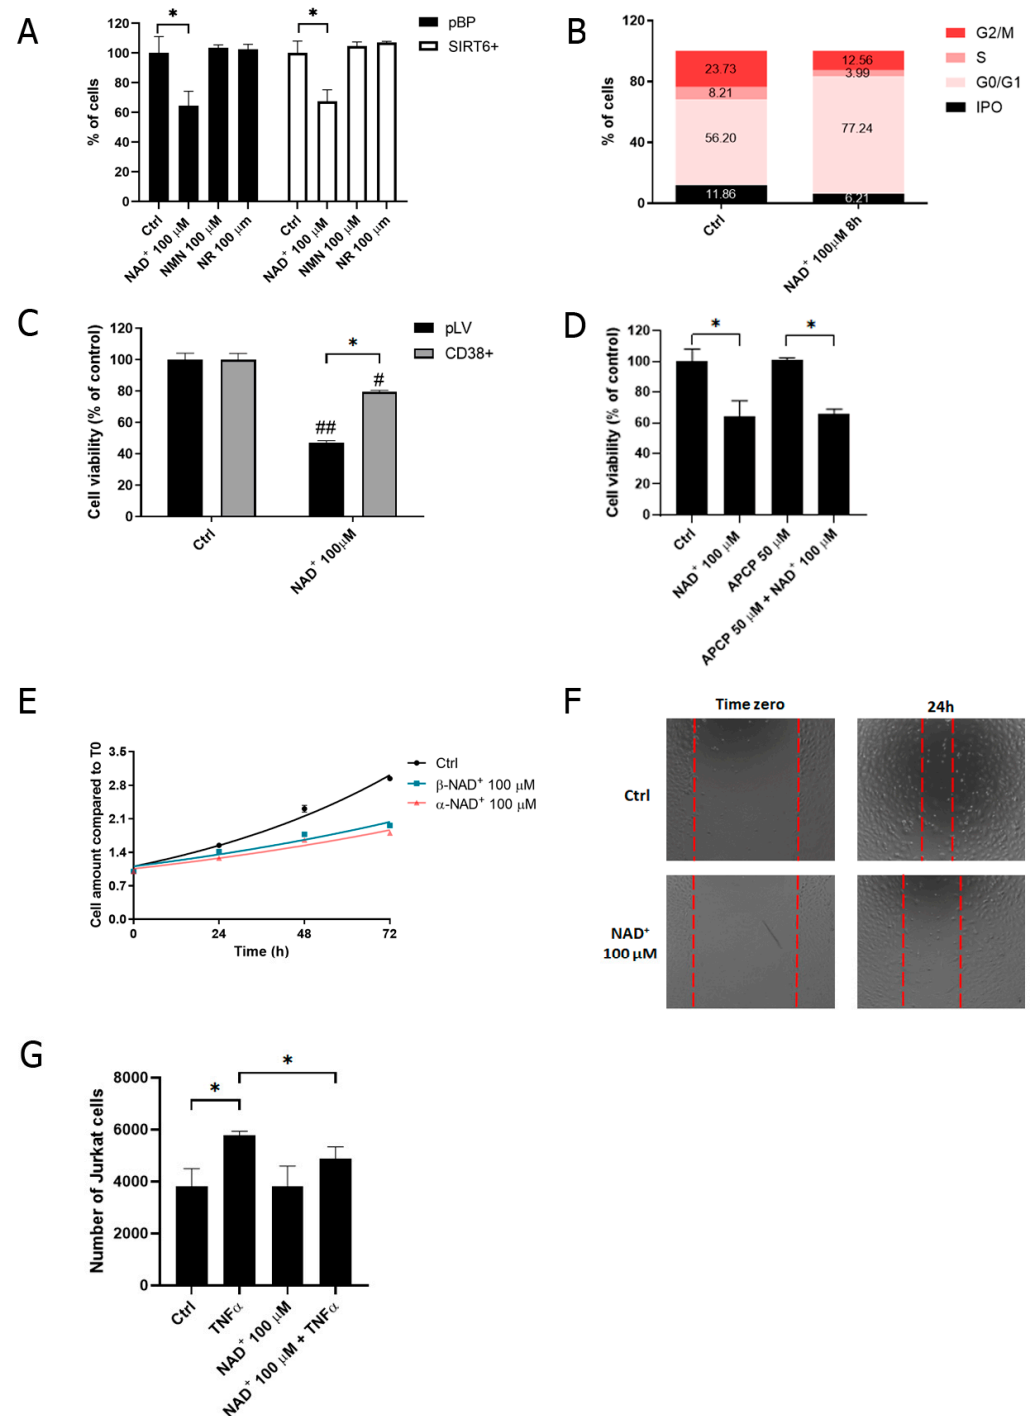 A
% of cells
120
100
80
60
40
20
0
* *
pBP
SIRT6+
Ctrl
NAD+ 100 μM
NMN 100 μM
NR 100 μm
Ctrl
NAD+ 100 μM
NMN 100 μM
NR 100 μm
B
% of cells
120
80
40
0
23.73
8.21
56.20
11.86
12.56
3.99
77.24
6.21
G2/M
S
G0/G1
IPO
Ctrl
NAD+ 100μM 8h
C
Cell viability (% of control)
120
100
80
60
40
20
0
*
##
#
pLV
CD38+
Ctrl
NAD+ 100μM
D
Cell viability (% of control)
120
100
80
60
40
20
0
* *
Ctrl
NAD+ 100 μM
APCP 50 μM
APCP 50 μM + NAD+ 100 μM
E
Cell amount compared to T0
3.5
2.8
2.1
1.4
0.7
0.0
0 24 48 72
Time (h)
Ctrl
β-NAD+ 100 μM
α-NAD+ 100 μM
F
Time zero 24h
Ctrl
NAD+
100 μM
G
Number of Jurkat cells
8000
6000
4000
2000
0
* *
Ctrl
TNFα
NAD+ 100 μM
NAD+ 100 μM + TNFα